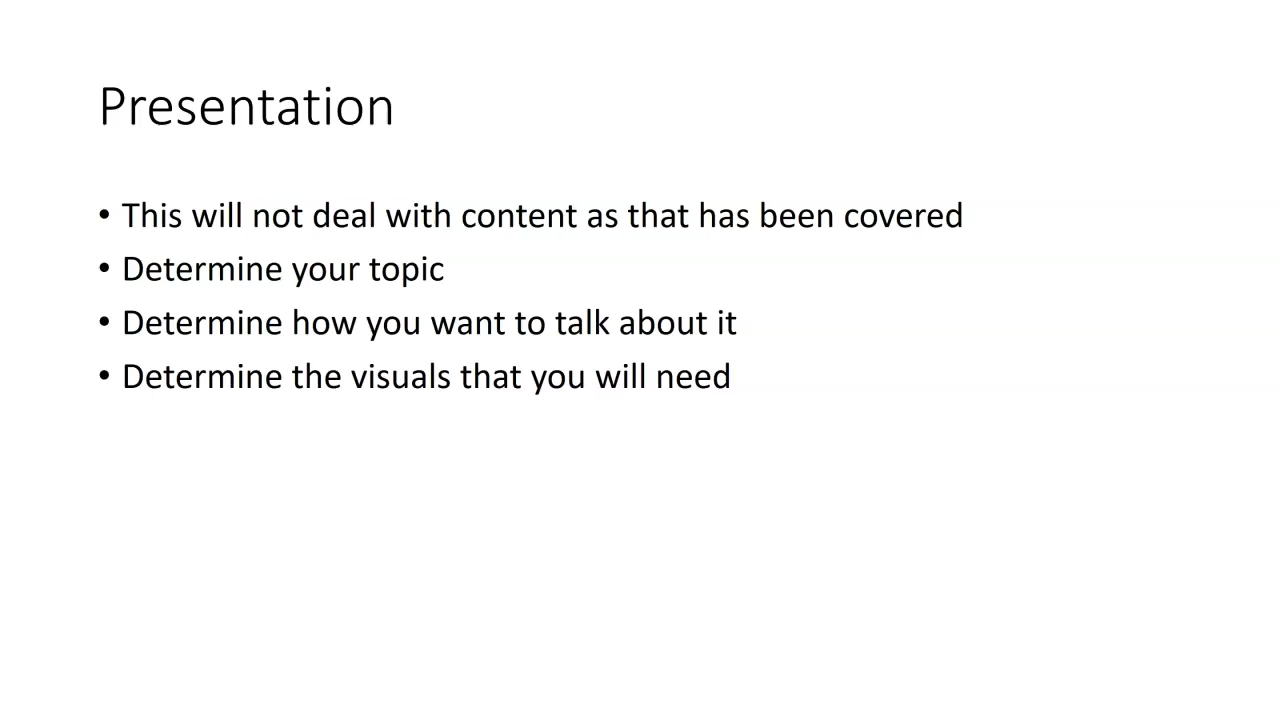 Presentation
• This will not deal with content as that has been covered
• Determine your topic
• Determine how you want to talk about it
• Determine the visuals that you will need